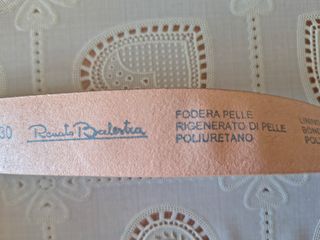 30
Renato Balestra
FODERA PELLE
RIGENERATO DI PELLE
POLIURETANO